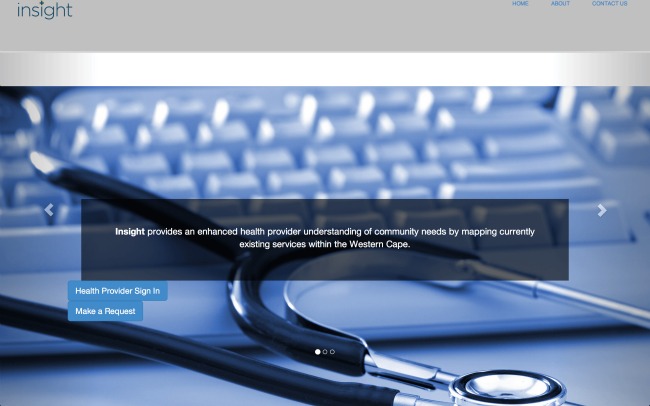 insight
HOME ABOUT CONTACT US
Insight provides an enhanced health provider understanding of community needs by mapping currently
existing services within the Western Cape.
Health Provider Sign In
Make a Request